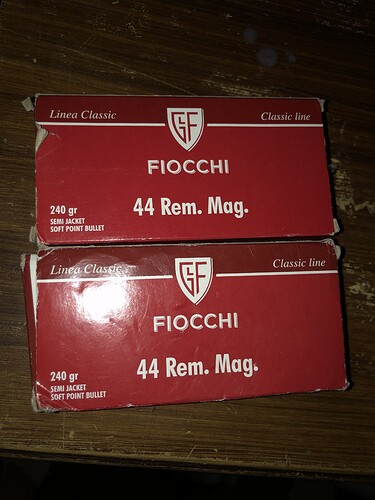 Linea Classic
GF
Classic line
FIOCCHI
44 Rem. Mag.
240 gr
SEMI JACKET
SOFT POINT BULLET
Linea Classic
GF
Classic line
FIOCCHI
44 Rem. Mag.
240 gr
SEMI JACKET
SOFT POINT BULLET